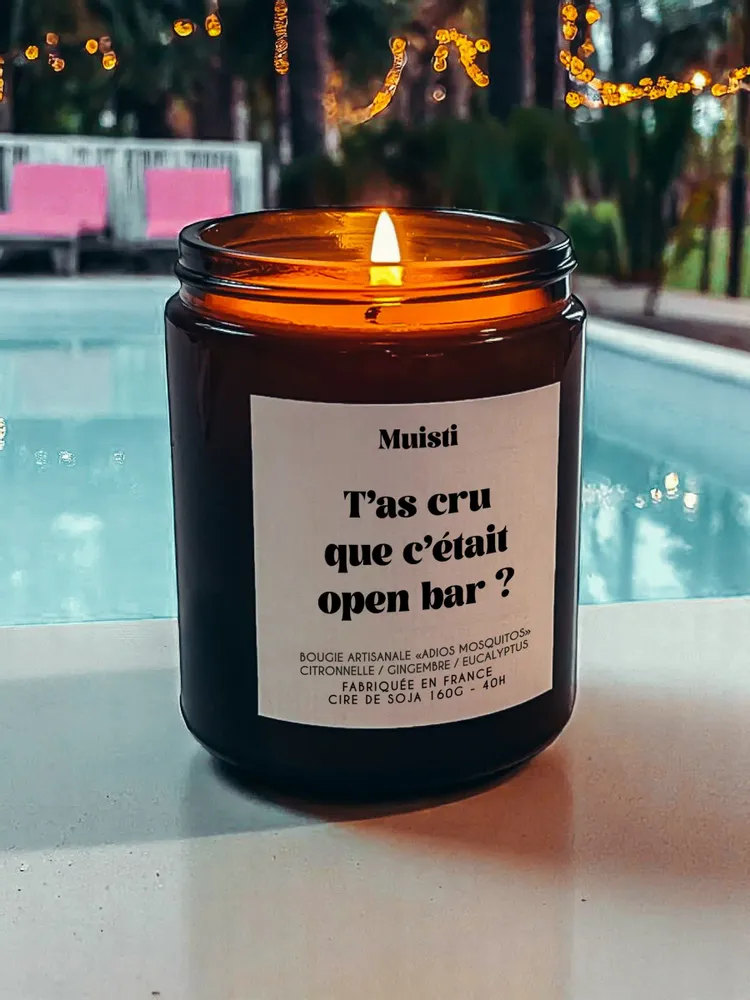 Muisti
T'as cru
que c'était
open bar ?
BOUGIE ARTISANALE «ADIOS MOSQUITOS»
CITRONNELLE / GINGEMBRE / EUCALYPTUS
FABRIQUÉE EN FRANCE
CIRE DE SOJA 160G - 40H